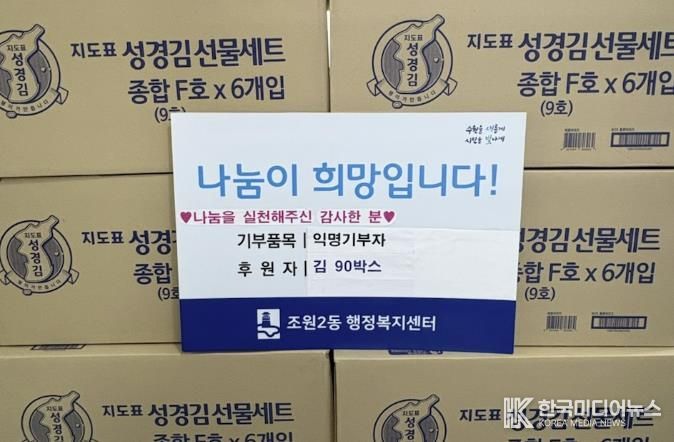 지도표 성경김 선물세트
종합 F호 x 6개입
(9호)
지도표
성경김
지도표 성경김 선물세트
종합 F호 x 6개입
(9호)
수원을 새롭게
시민을 빛나게
나눔이 희망입니다!
♥나눔을 실천해주신 감사한 분♥
기부품목 | 익명기부자
후 원 자 | 김 90박스
조원2동 행정복지센터
지도표
성경김
성경김 선물세트
종합 F호 x 6개입
(9호)
선물세트
종합 F호 x 6개입
(9호)
지도표 성경김 선물세트
종합 F호 x 6개입
지도표
성경김
지도표 성경김 선물세트
한국미디어뉴스
KOREA MEDIA NEWS